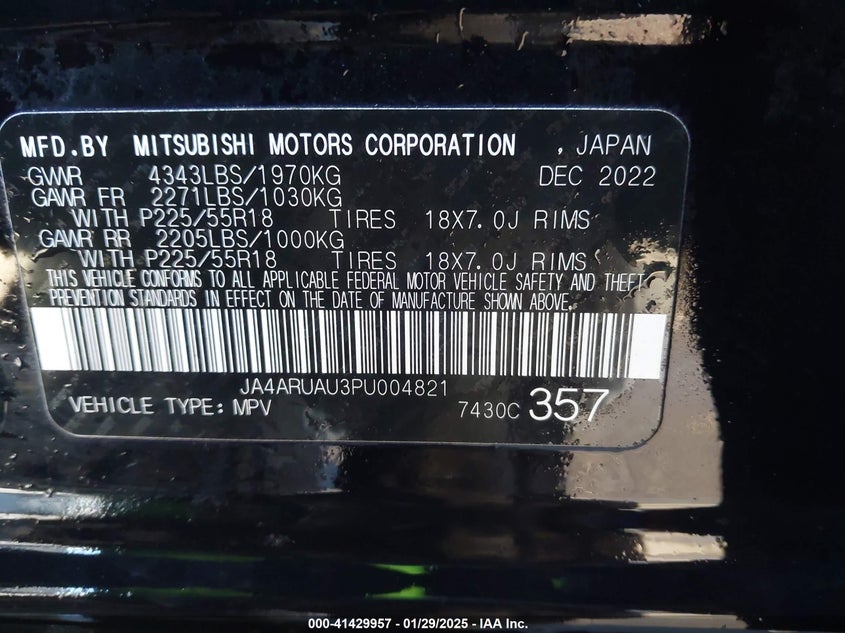 MFD.BY MITSUBISHI MOTORS CORPORATION , JAPAN
GVWR 4343LBS/1970KG DEC 2022
GAWR FR 2271LBS/1030KG
WITH P225/55R18 TIRES 18X7.0J RIMS
GAWR RR 2205LBS/1000KG
WITH P225/55R18 TIRES 18X7.0J RIMS
THIS VEHICLE CONFORMS TO ALL APPLICABLE FEDERAL MOTOR VEHICLE SAFETY AND THEFT
PREVENTION STANDARDS IN EFFECT ON THE DATE OF MANUFACTURE SHOWN ABOVE.
JA4ARUAU3PU004821
VEHICLE TYPE: MPV 7430C 357
000-41429957 - 01/29/2025 - IAA Inc.